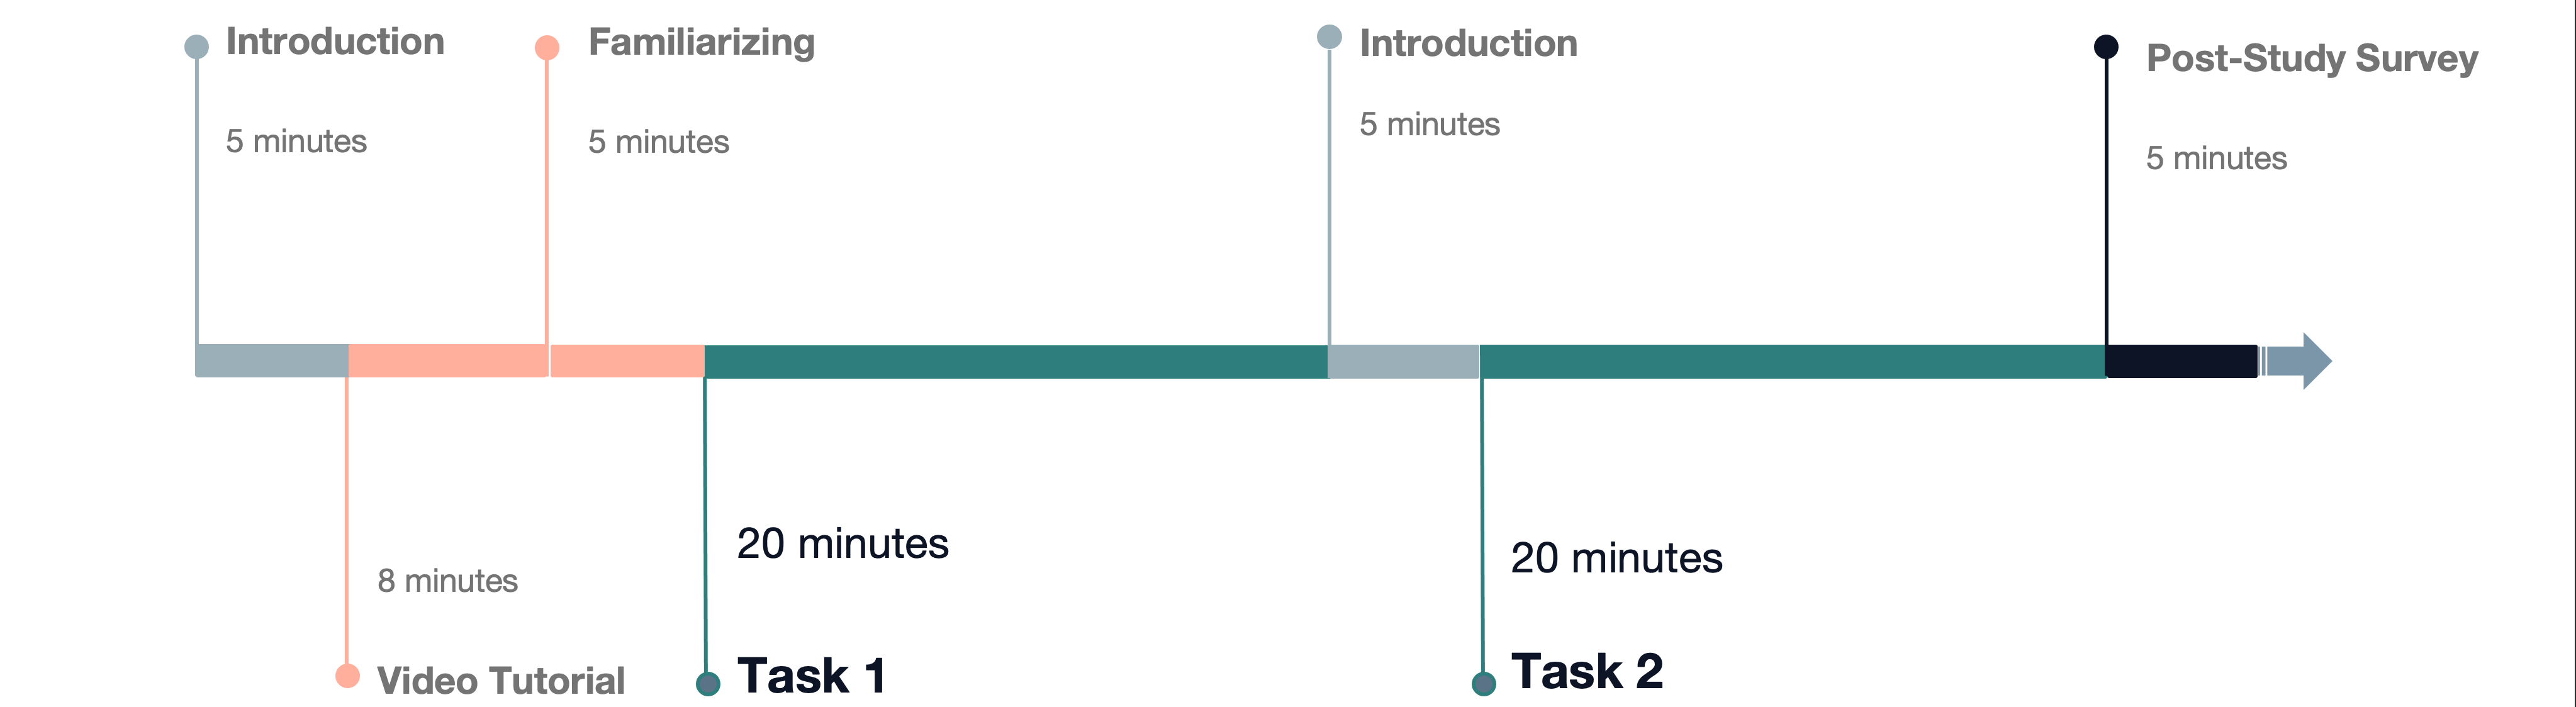 Introduction
5 minutes
Familiarizing
5 minutes
Introduction
5 minutes
Post-Study Survey
5 minutes
8 minutes
Video Tutorial
20 minutes
Task 1
20 minutes
Task 2